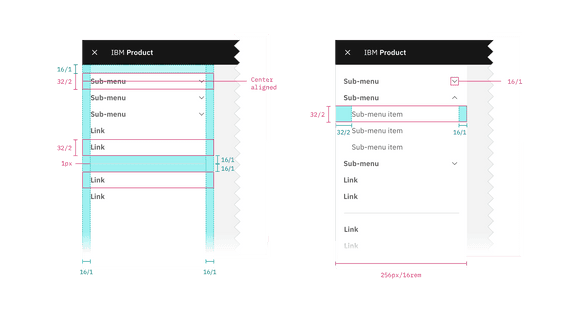 IBM Product
16/1
32/2
Sub-menu
Center
aligned
Sub-menu
Sub-menu
Link
32/2
Link
1px
16/1
16/1
Link
Link
16/1
16/1
IBM Product
Sub-menu
16/1
Sub-menu
32/2
Sub-menu item
32/2
Sub-menu item
16/1
Sub-menu item
Sub-menu
Link
Link
Link
Link
256px/16rem